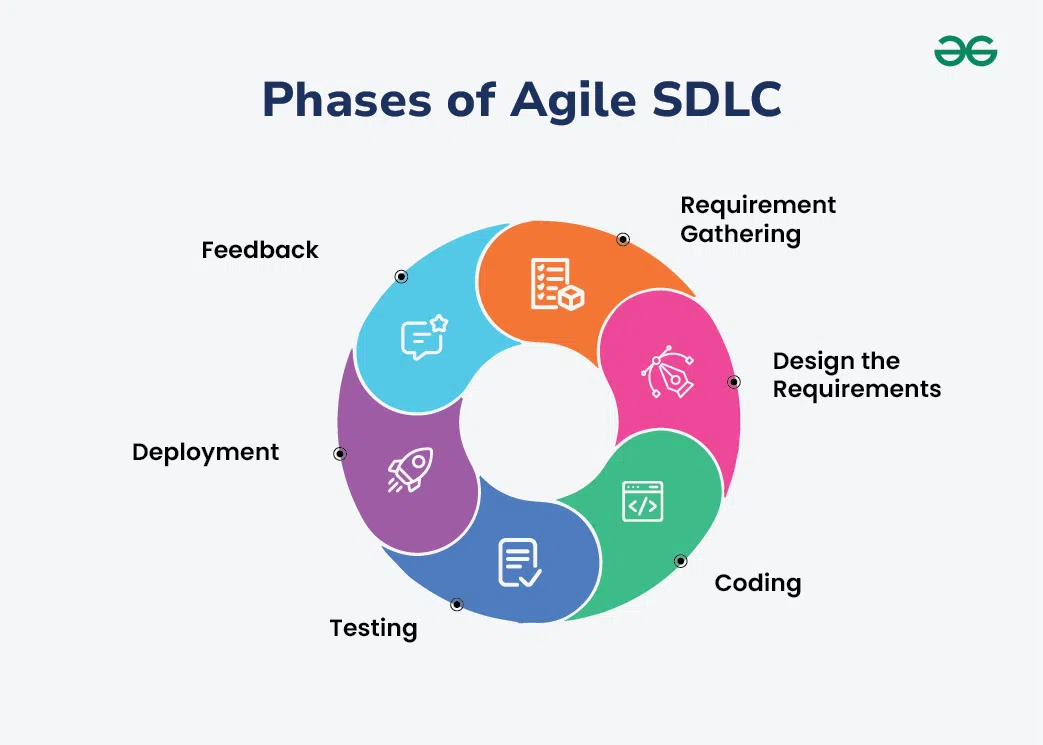 Phases of Agile SDLC
Requirement
Gathering
Design the
Requirements
Coding
Testing
Deployment
Feedback